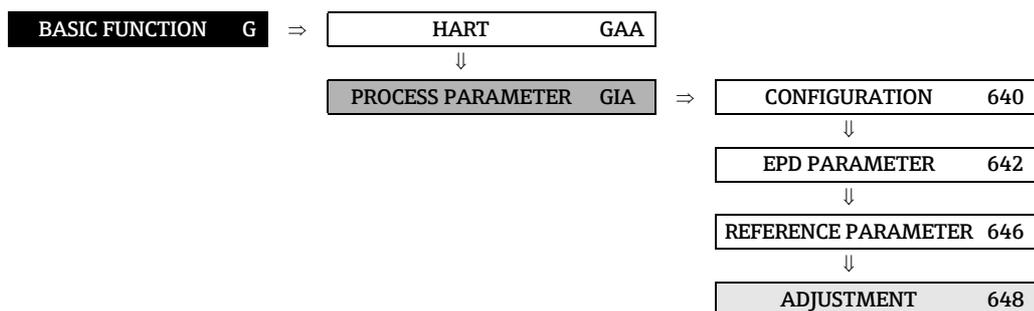 BASIC FUNCTION G ⇒ HART GAA
⇓
PROCESS PARAMETER GIA ⇒ CONFIGURATION 640
⇓
EPD PARAMETER 642
⇓
REFERENCE PARAMETER 646
⇓
ADJUSTMENT 648